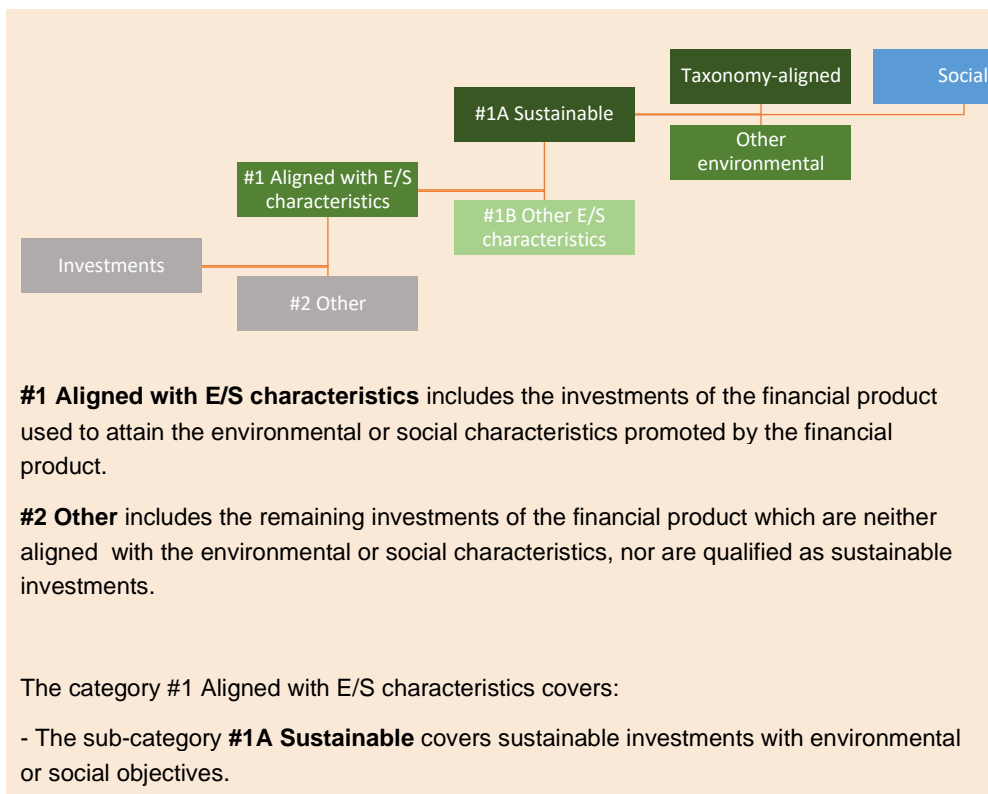 Taxonomy-aligned
Social
#1A Sustainable
Other
environmental
#1 Aligned with E/S
characteristics
#1B Other E/S
characteristics
Investments
#2 Other
#1 Aligned with E/S characteristics includes the investments of the financial product
used to attain the environmental or social characteristics promoted by the financial
product.
#2 Other includes the remaining investments of the financial product which are neither
aligned with the environmental or social characteristics, nor are qualified as sustainable
investments.
The category #1 Aligned with E/S characteristics covers:
- The sub-category #1A Sustainable covers sustainable investments with environmental
or social objectives.